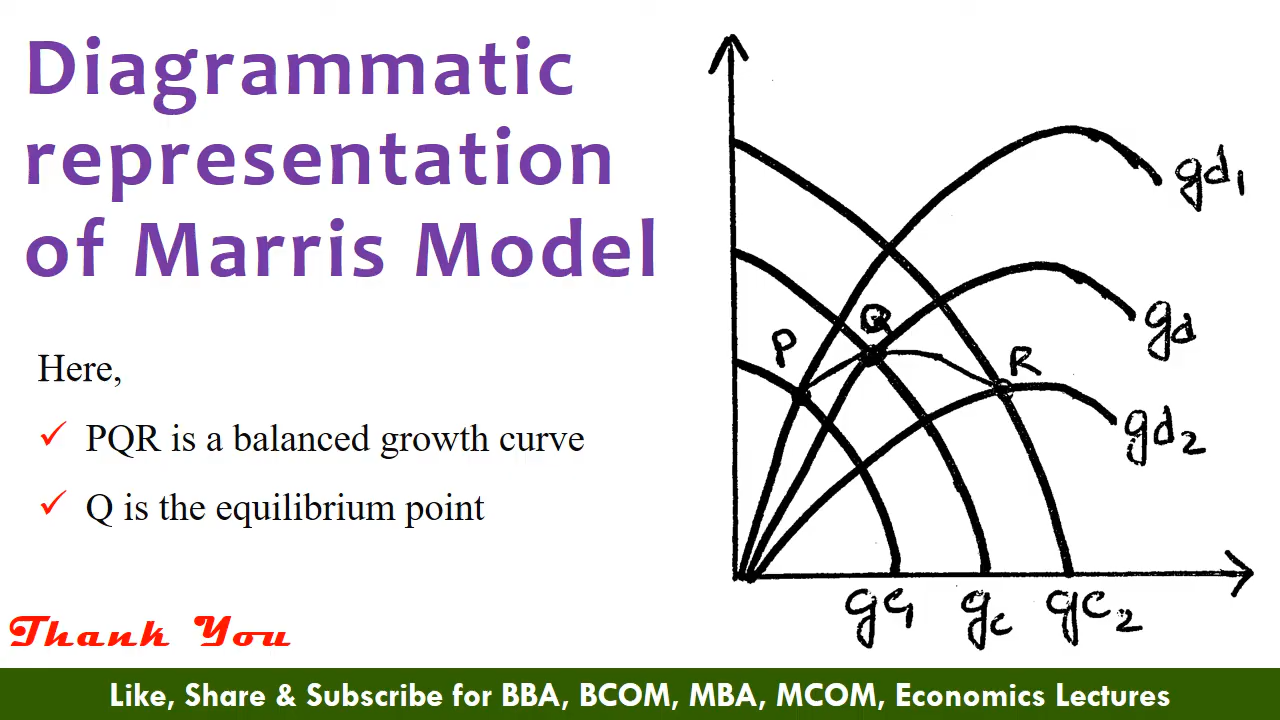 Diagrammatic
representation
of Marris Model
Here,
✓ PQR is a balanced growth curve
✓ Q is the equilibrium point
Thank You
gd1
gd
gd2
P
Q
R
gc1
gc
gc2
Like, Share & Subscribe for BBA, BCOM, MBA, MCOM, Economics Lectures